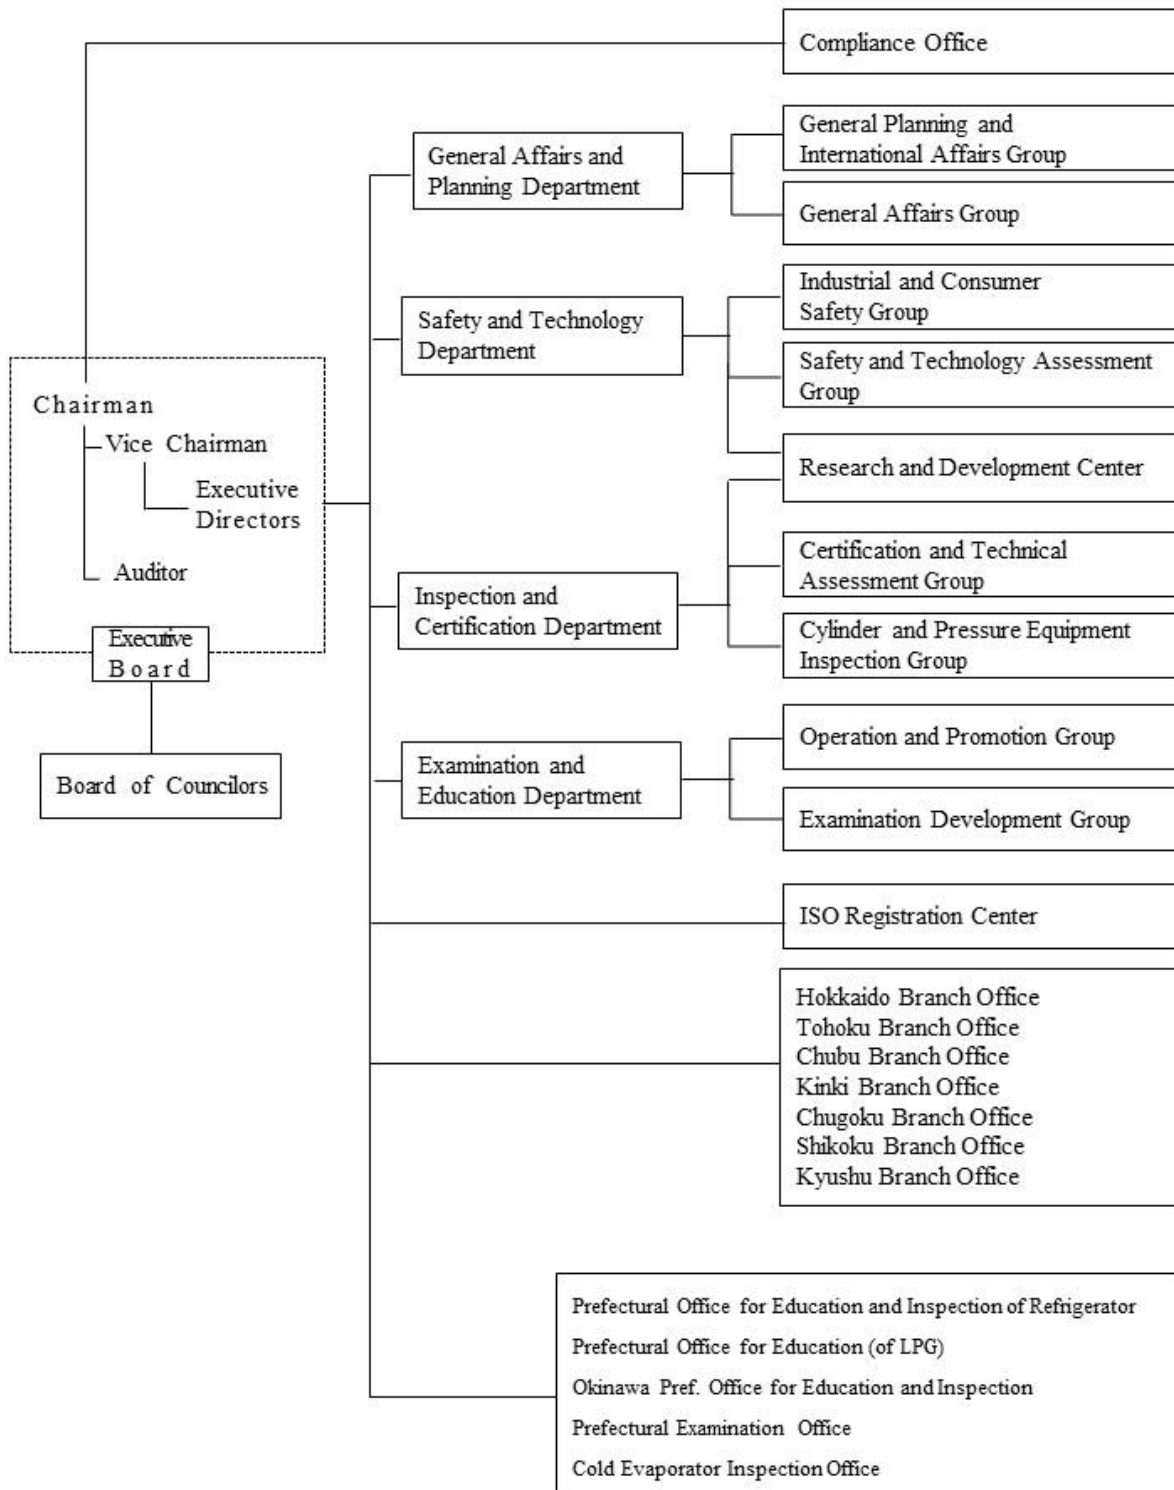 Compliance Office
General Affairs and
Planning Department
General Planning and
International Affairs Group
General Affairs Group
Safety and Technology
Department
Industrial and Consumer
Safety Group
Safety and Technology Assessment
Group
Research and Development Center
Chairman
Vice Chairman
Executive
Directors
Auditor
Executive
Board
Board of Councilors
Inspection and
Certification Department
Certification and Technical
Assessment Group
Cylinder and Pressure Equipment
Inspection Group
Examination and
Education Department
Operation and Promotion Group
Examination Development Group
ISO Registration Center
Hokkaido Branch Office
Tohoku Branch Office
Chubu Branch Office
Kinki Branch Office
Chugoku Branch Office
Shikoku Branch Office
Kyushu Branch Office
Prefectural Office for Education and Inspection of Refrigerator
Prefectural Office for Education (of LPG)
Okinawa Pref. Office for Education and Inspection
Prefectural Examination Office
Cold Evaporator Inspection Office